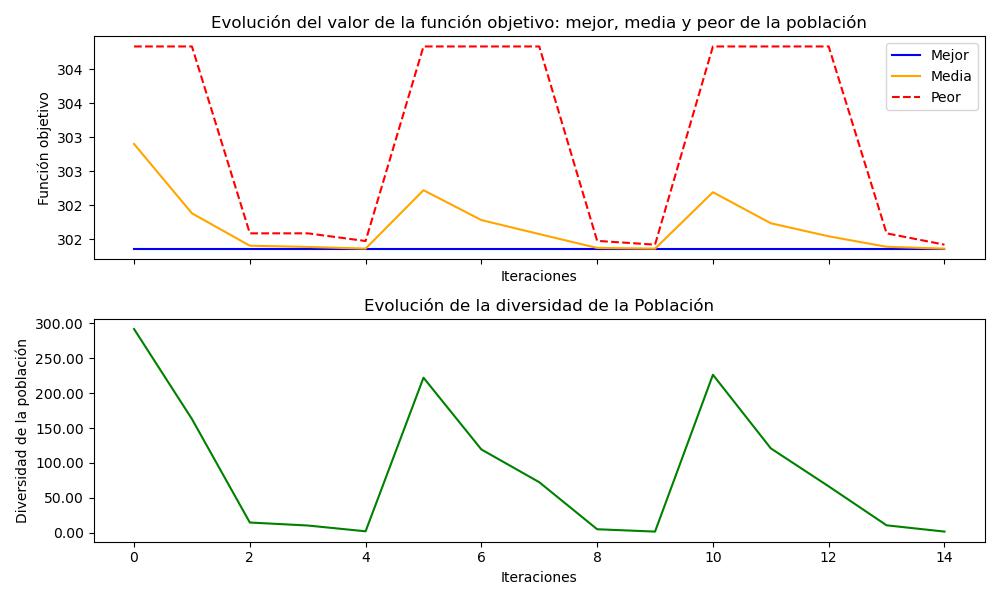 Evolución del valor de la función objetivo: mejor, media y peor de la población
Función objetivo
304
304
303
303
302
302
Mejor
Media
Peor
Iteraciones
Evolución de la diversidad de la Población
Diversidad de la población
300.00
250.00
200.00
150.00
100.00
50.00
0.00
0 2 4 6 8 10 12 14
Iteraciones